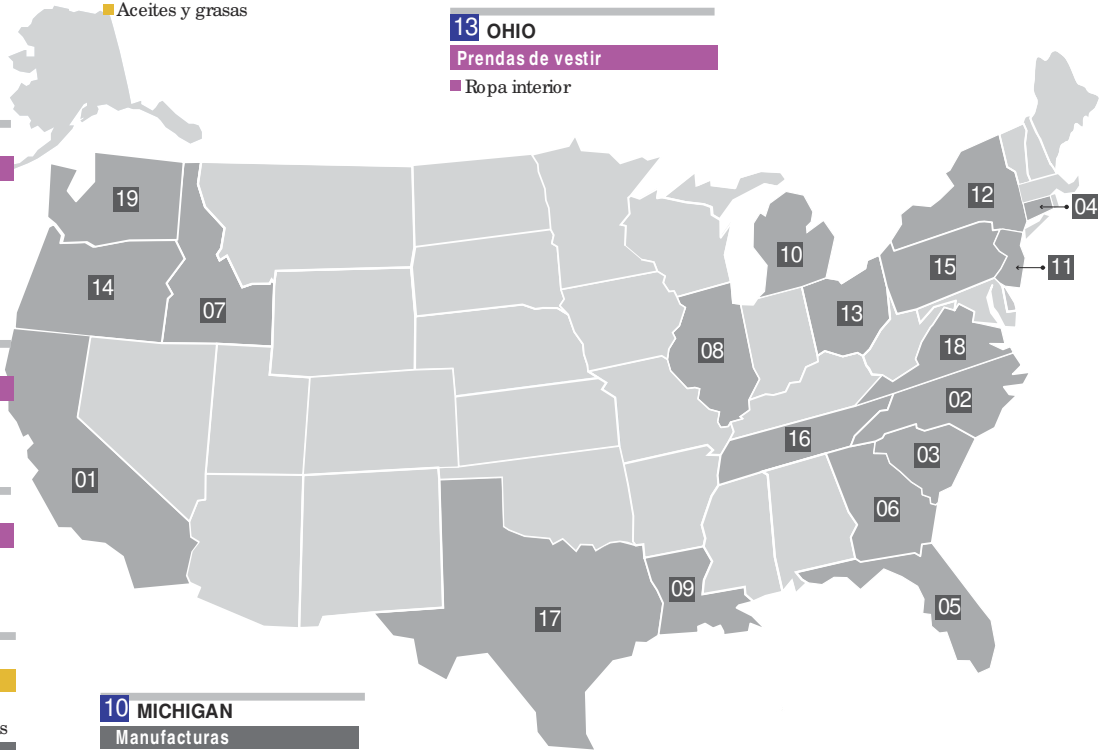 Aceites y grasas
13 OHIO
Prendas de vestir
Ropa interior
19
12
04
10
15
11
14
07
13
08
18
02
16
03
01
06
09
05
17
10 MICHIGAN
Manufacturas
s